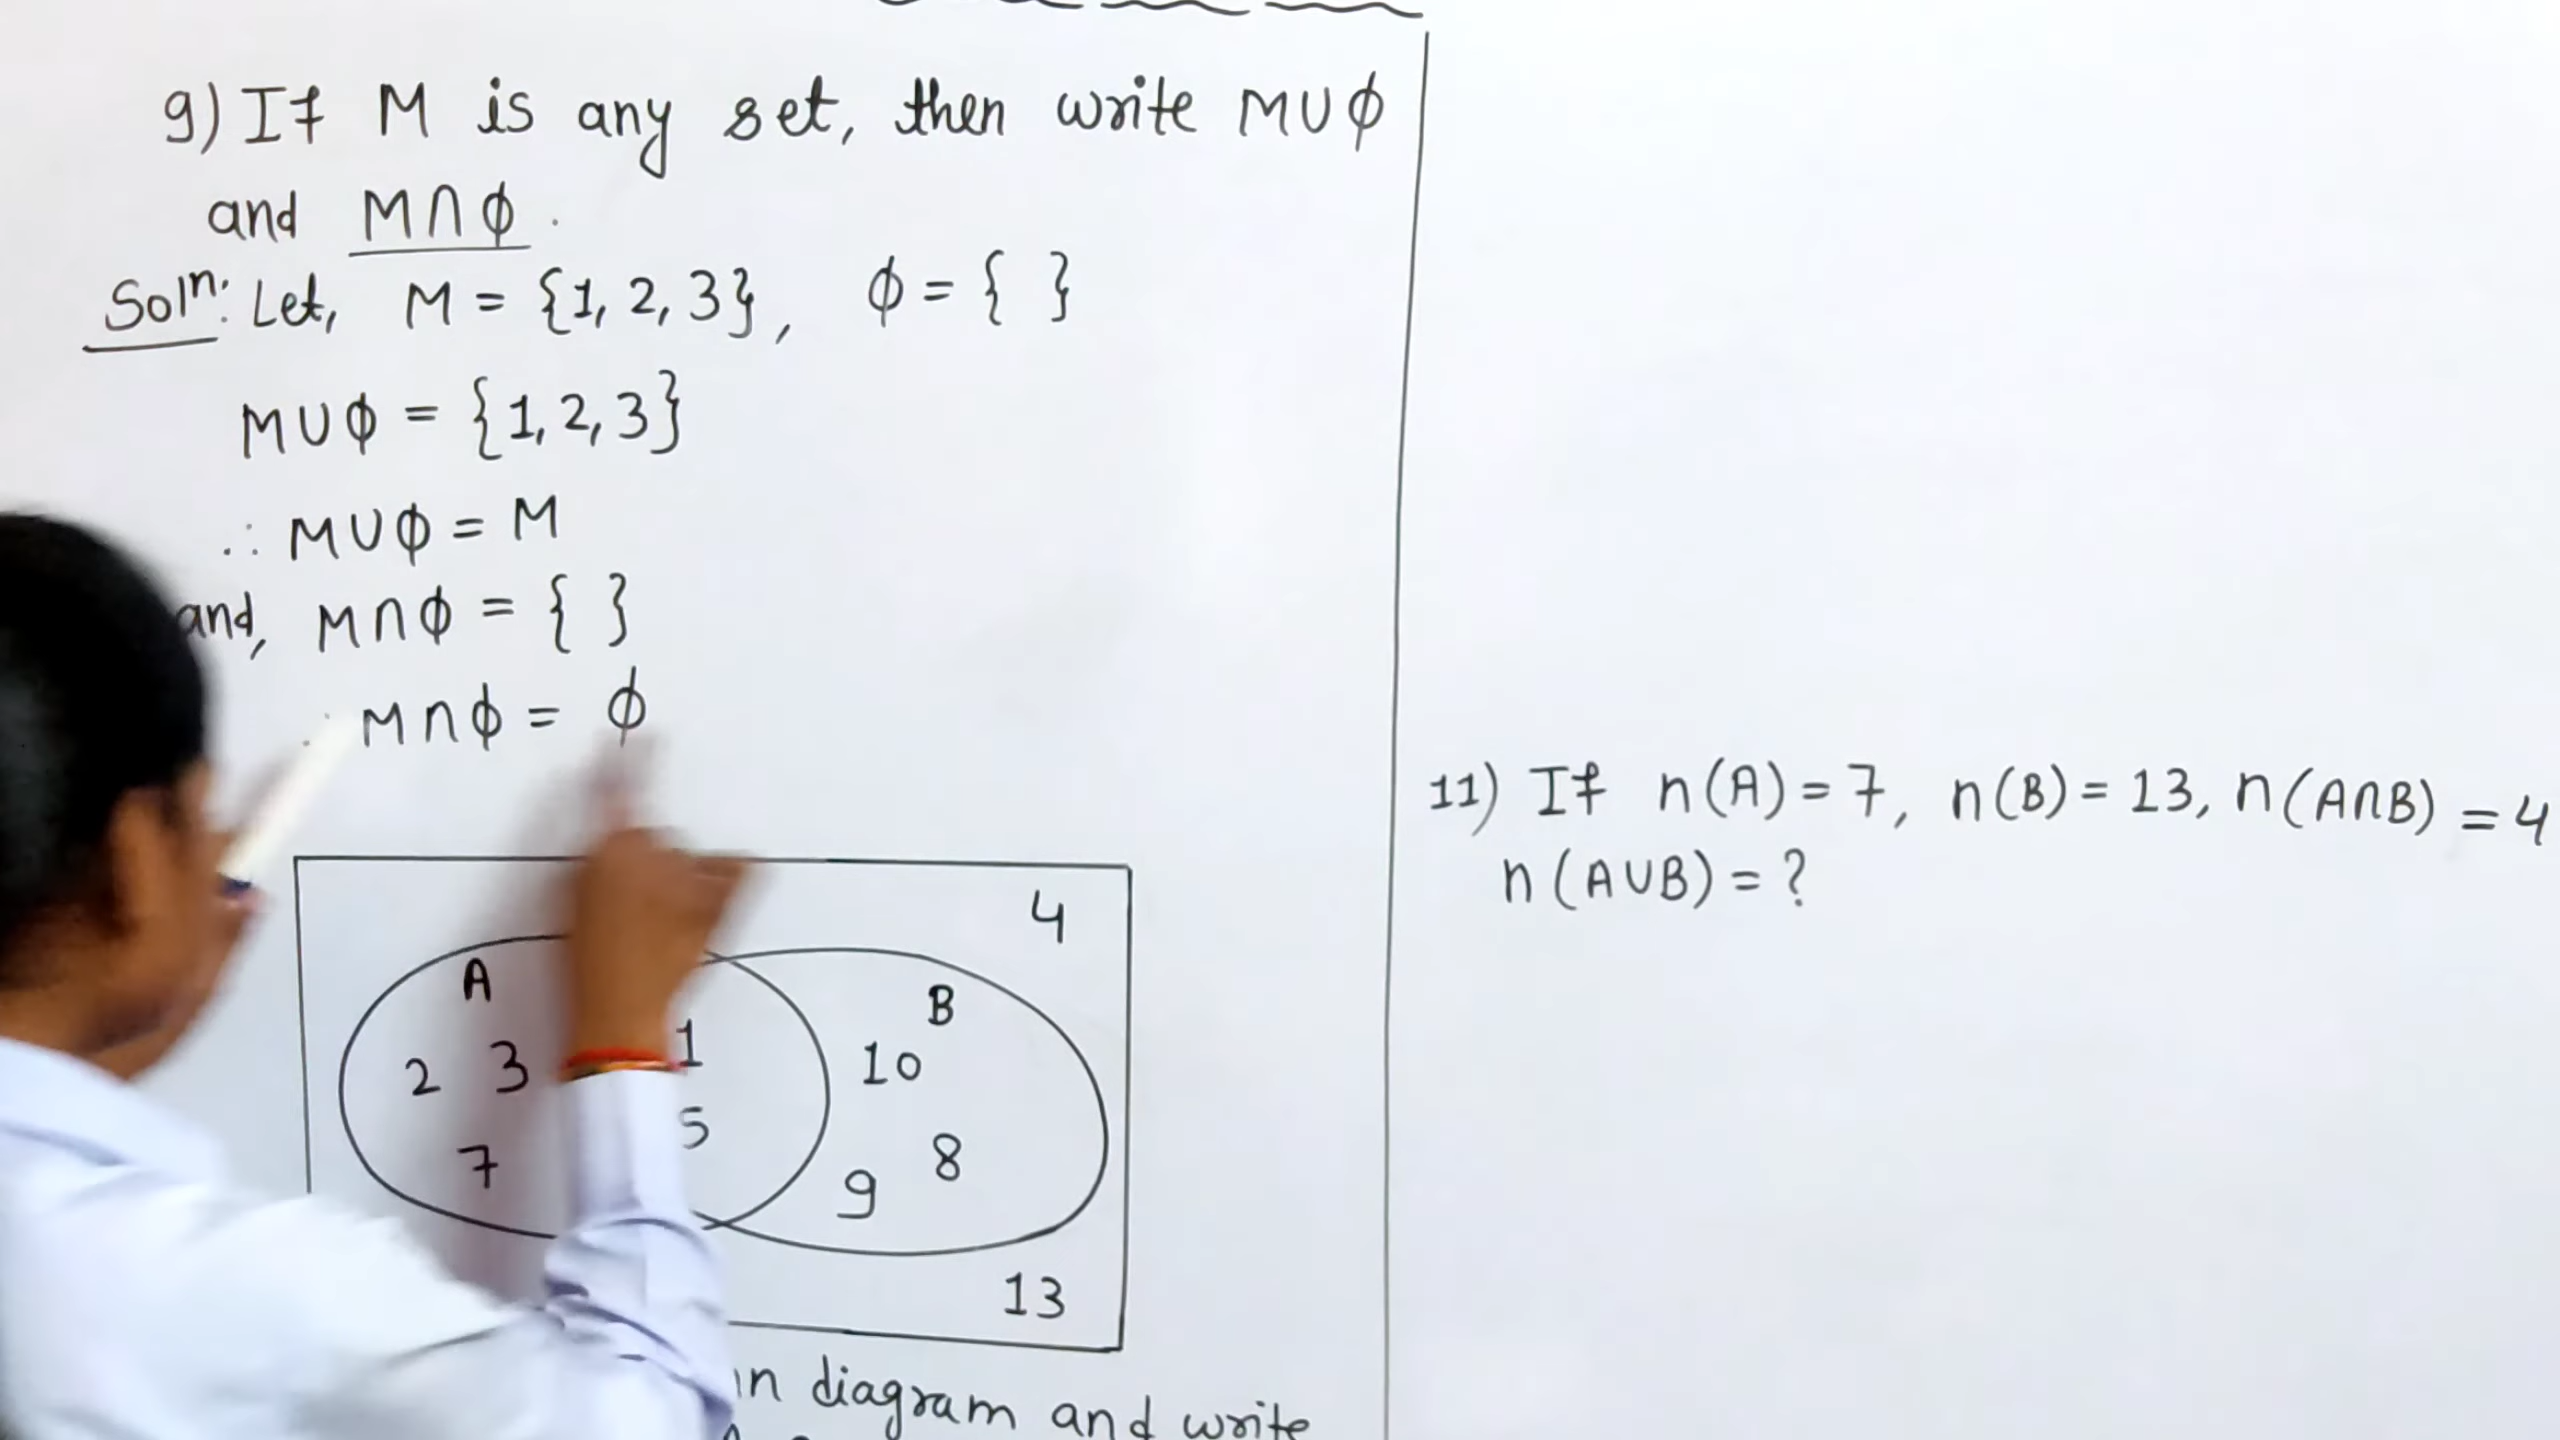 9) If M is any set, then write M∪ϕ
and M∩ϕ.
Solⁿ: Let, M = {1, 2, 3}, ϕ = { }
M∪ϕ = {1, 2, 3}
∴ M∪ϕ = M
and, M∩ϕ = { }
M∩ϕ = ϕ
4
A
B
2 3 1 10
5
7 9 8
13
diagram and write
11) If n(A) = 7, n(B) = 13, n(A∩B) = 4
n(A∪B) = ?